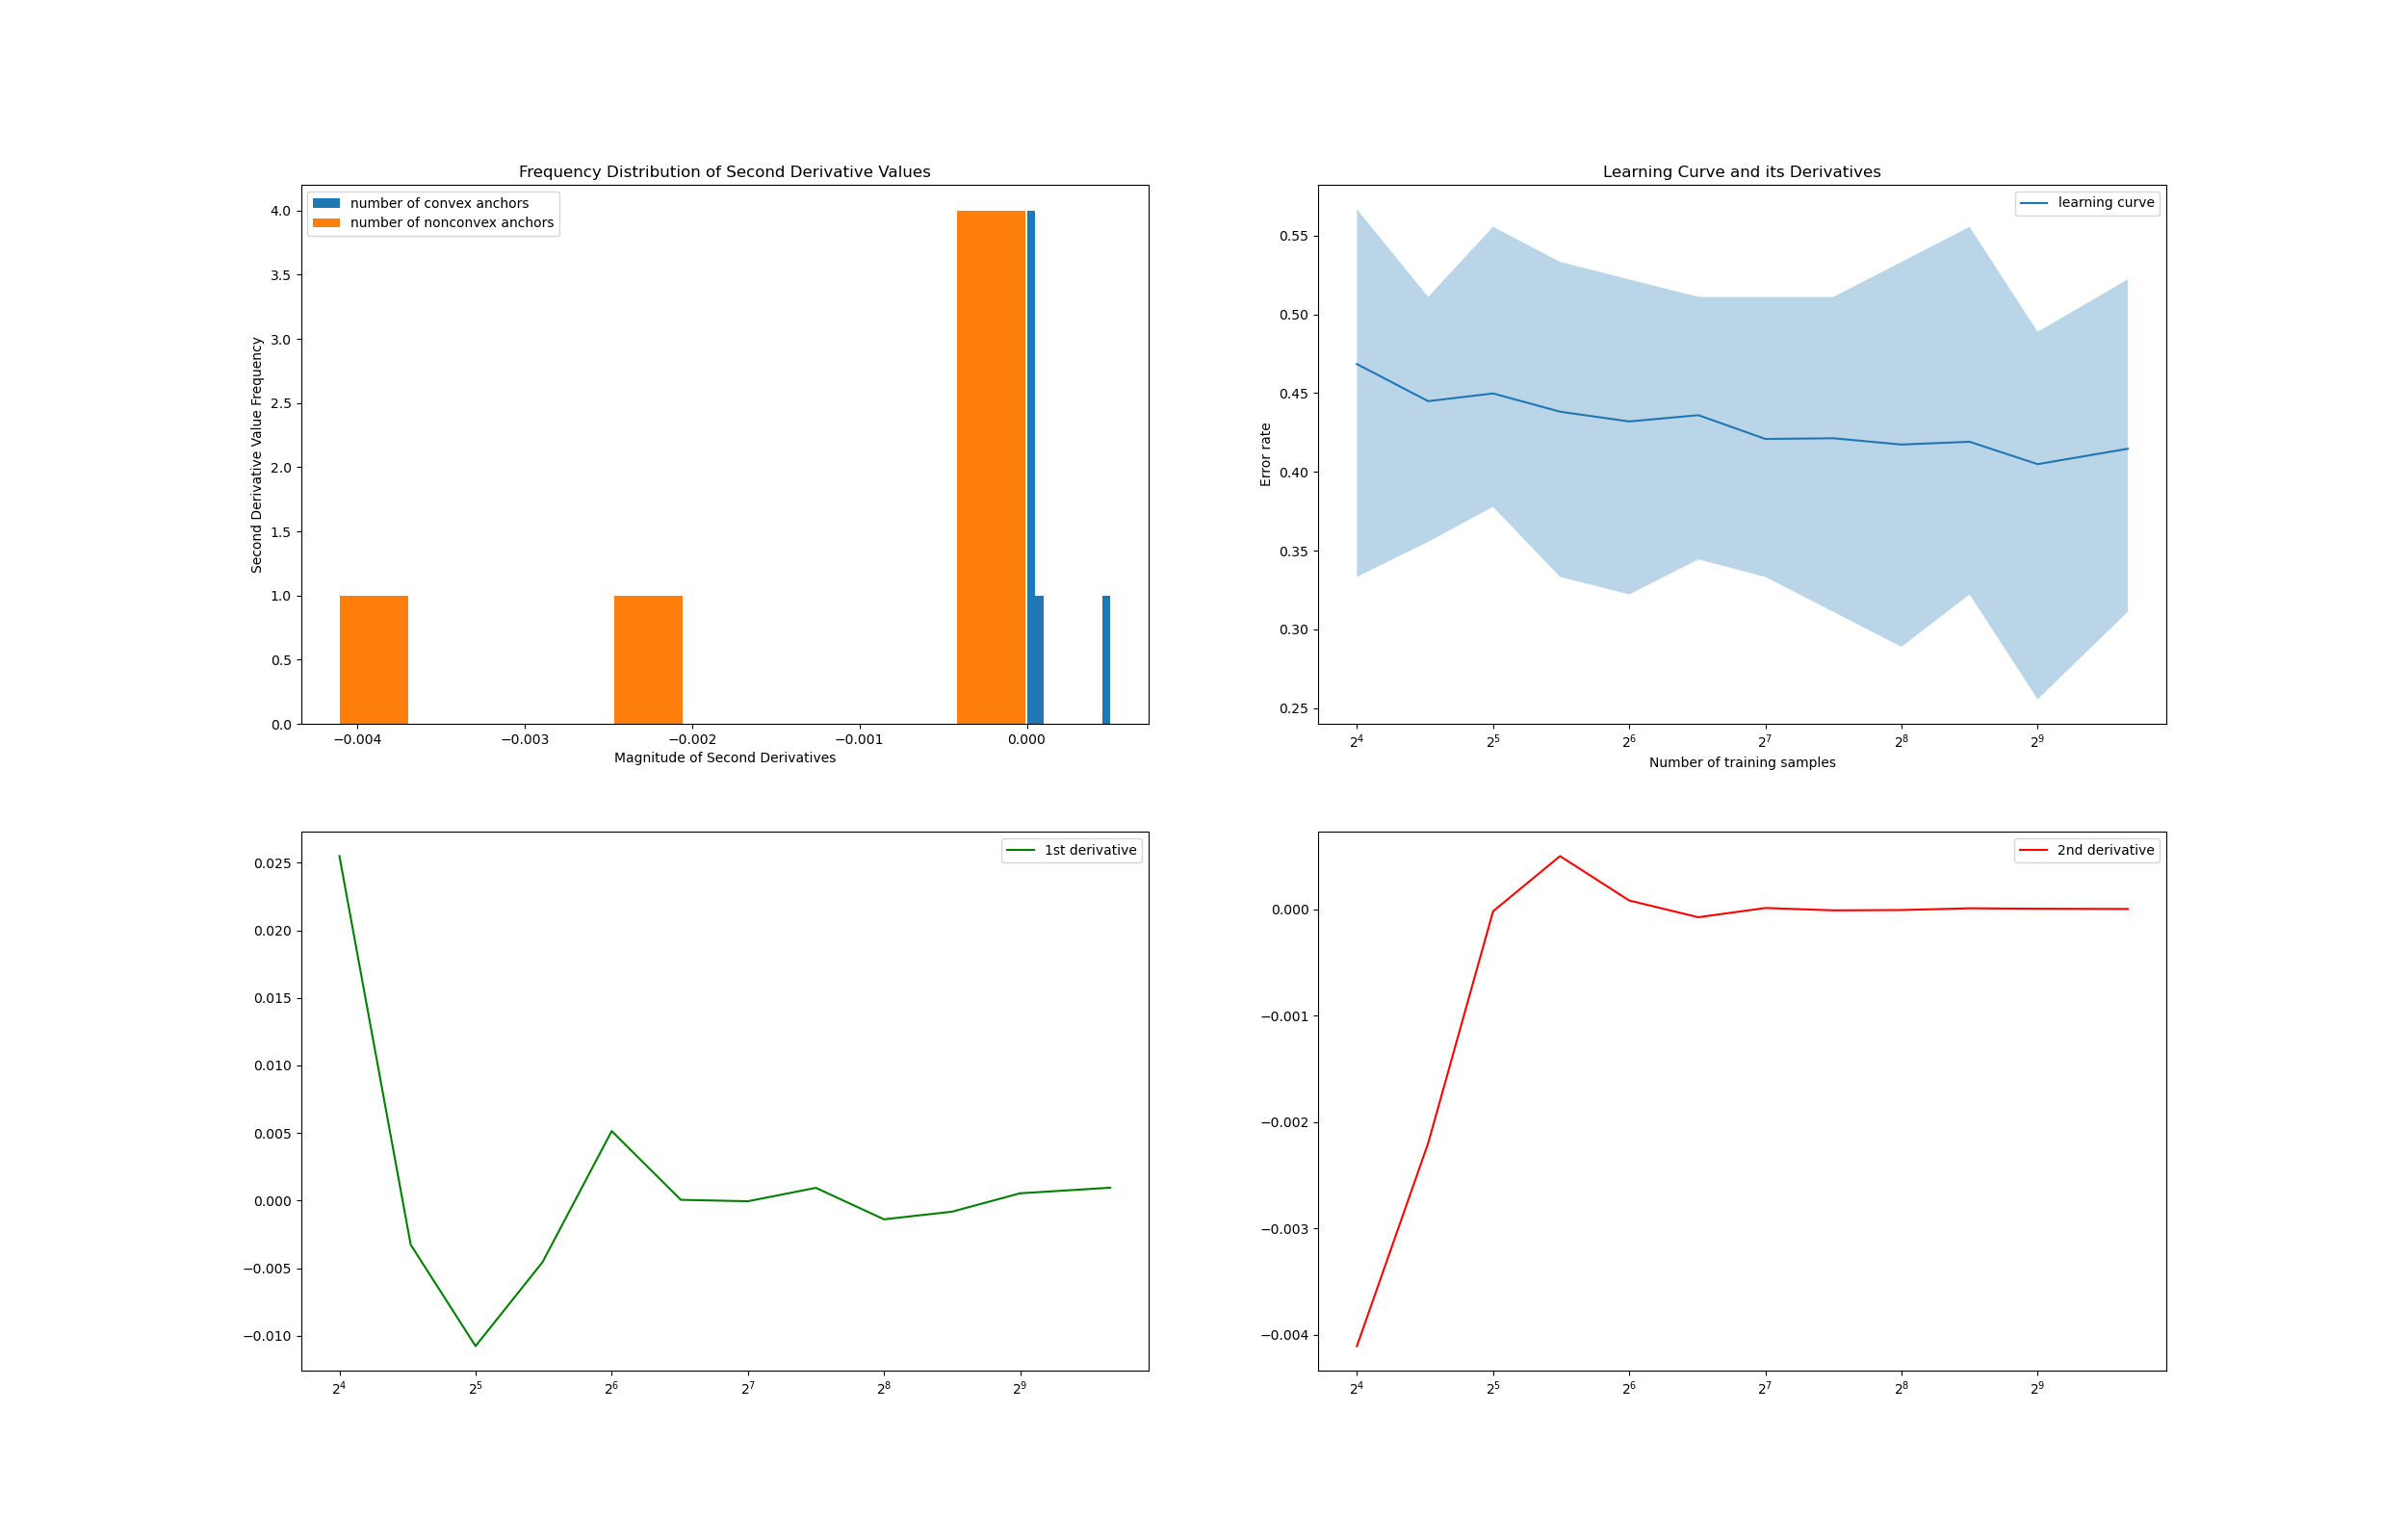 Frequency Distribution of Second Derivative Values
number of convex anchors
number of nonconvex anchors
4.0
3.5
3.0
2.5
2.0
1.5
1.0
0.5
0.0
Second Derivative Value Frequency
−0.004 −0.003 −0.002 −0.001 0.000
Magnitude of Second Derivatives
Learning Curve and its Derivatives
learning curve
0.55
0.50
0.45
0.40
0.35
0.30
0.25
Error rate
2⁴ 2⁵ 2⁶ 2⁷ 2⁸ 2⁹
Number of training samples
1st derivative
0.025
0.020
0.015
0.010
0.005
0.000
−0.005
−0.010
2⁴ 2⁵ 2⁶ 2⁷ 2⁸ 2⁹
2nd derivative
0.000
−0.001
−0.002
−0.003
−0.004
2⁴ 2⁵ 2⁶ 2⁷ 2⁸ 2⁹